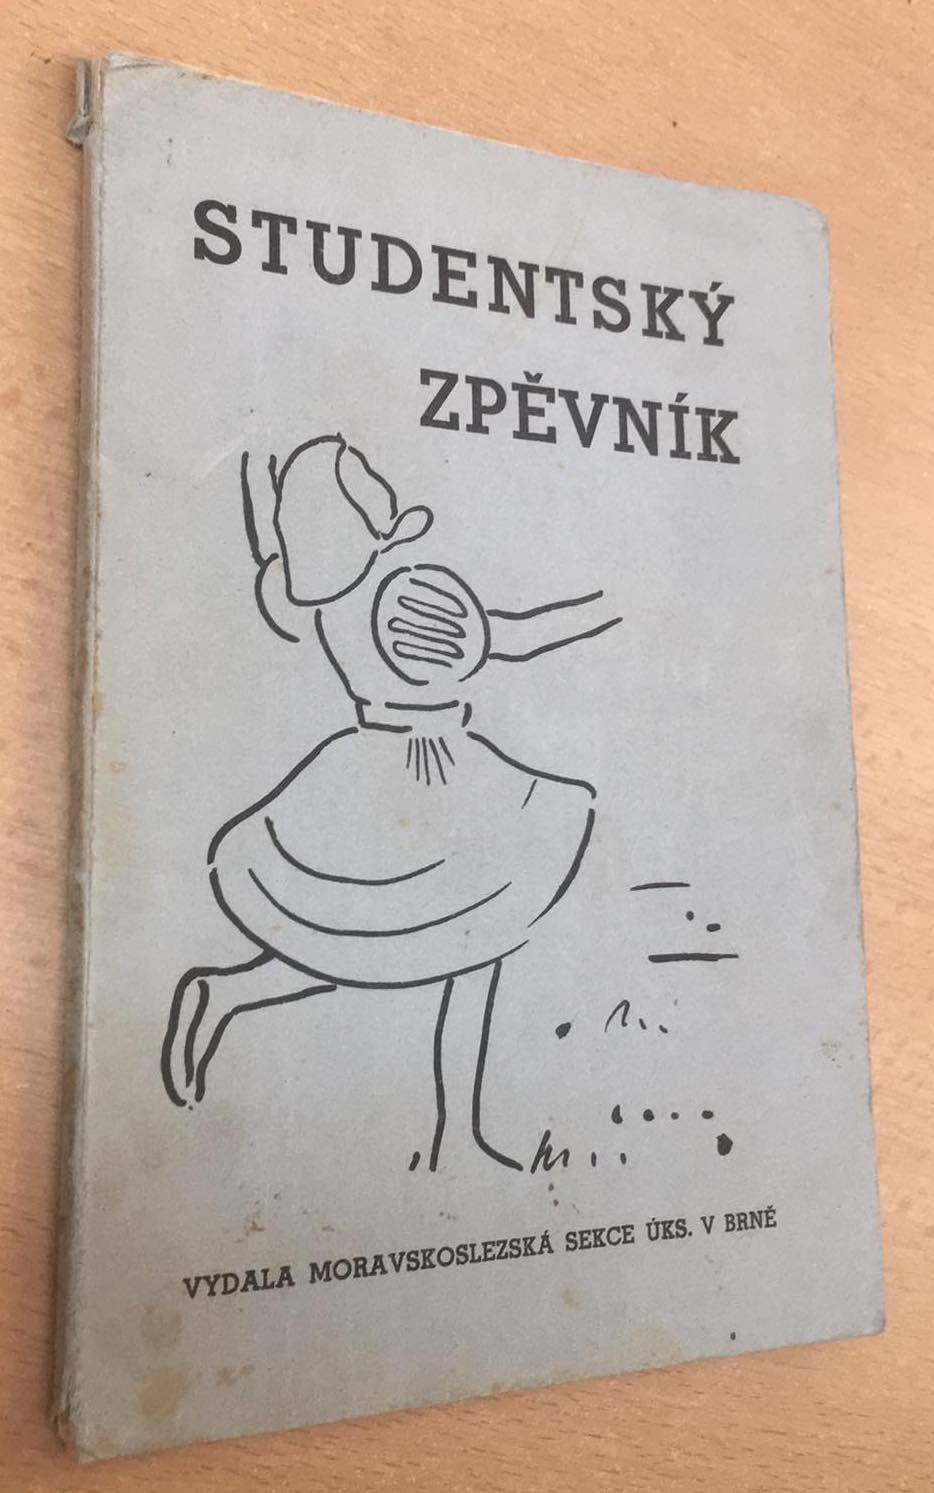 STUDENTSKÝ
ZPĚVNÍK
VYDALA MORAVSKOSLEZSKÁ SEKCE ÚKS. V BRNĚ